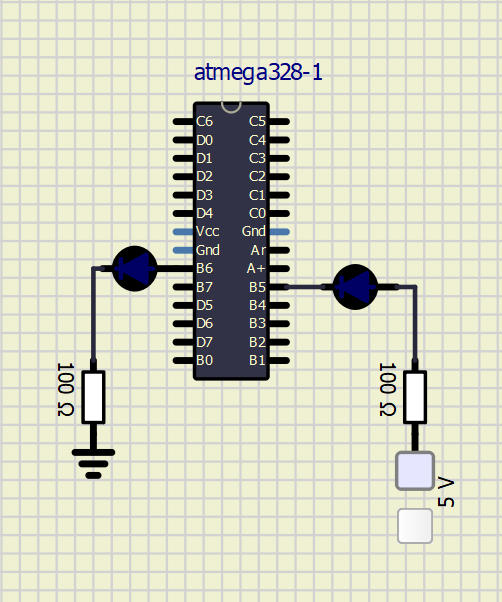 atmega328-1
C6 C5
D0 C4
D1 C3
D2 C2
D3 C1
D4 C0
Vcc Gnd
Gnd Ar
B6 A+
B7 B5
D5 B4
D6 B3
D7 B2
B0 B1
100 Ω
100 Ω
5 V